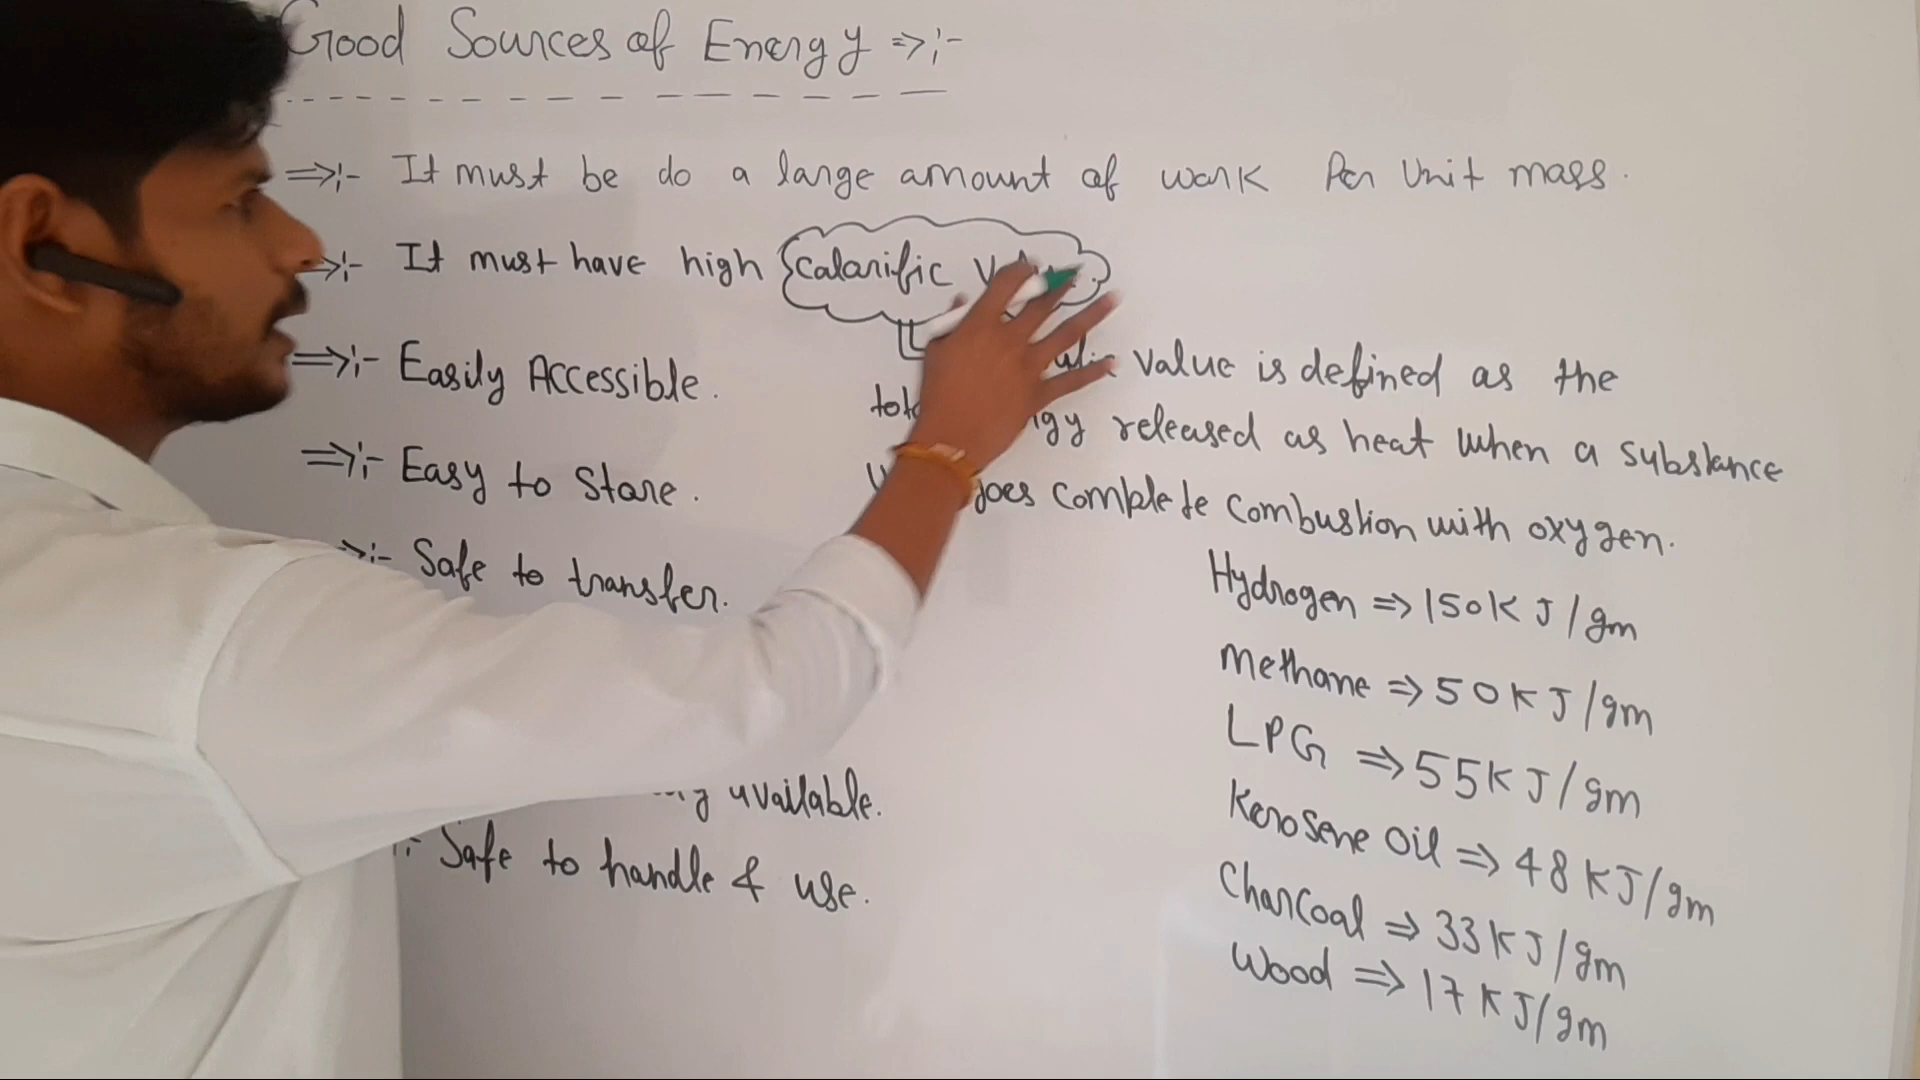 Good Sources of Energy =>:-
=>:- It must be do a large amount of work Per Unit mass.
=>:- It must have high Calorific
=>:- Easily Accessible.
value is defined as the
=>:- Easy to Store.
released as heat when a substance
complete combustion with oxygen.
=>:- Safe to transfer.
Hydrogen => 150KJ/gm
Methane => 50KJ/gm
LPG => 55KJ/gm
available.
Kerosene Oil => 48KJ/gm
:- Safe to handle & use.
Charcoal => 33KJ/gm
Wood => 17KJ/gm